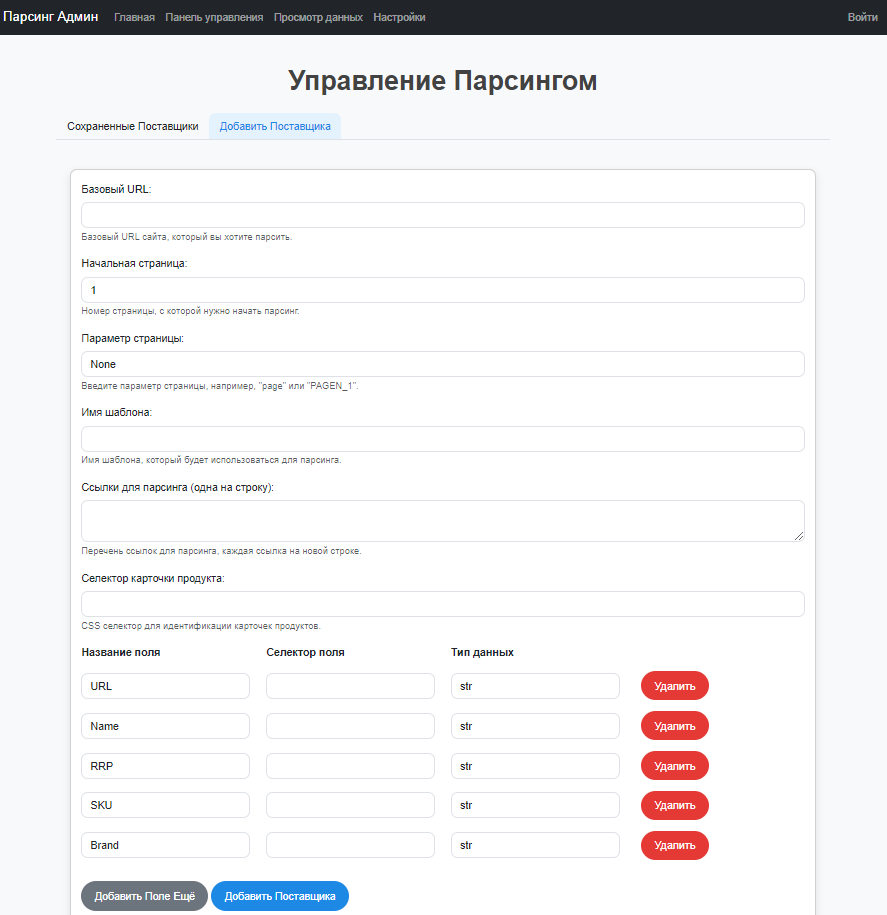 Парсинг Админ Главная Панель управления Просмотр данных Настройки Войти
Управление Парсингом
Сохраненные Поставщики Добавить Поставщика
Базовый URL:
Базовый URL сайта, который вы хотите парсить.
Начальная страница:
1
Номер страницы, с которой нужно начать парсинг.
Параметр страницы:
None
Введите параметр страницы, например, "page" или "PAGEN_1".
Имя шаблона:
Имя шаблона, который будет использоваться для парсинга.
Ссылки для парсинга (одна на строку):
Перечень ссылок для парсинга, каждая ссылка на новой строке.
Селектор карточки продукта:
CSS селектор для идентификации карточек продуктов.
Название поля Селектор поля Тип данных
URL str Удалить
Name str Удалить
RRP str Удалить
SKU str Удалить
Brand str Удалить
Добавить Поле Ещё Добавить Поставщика